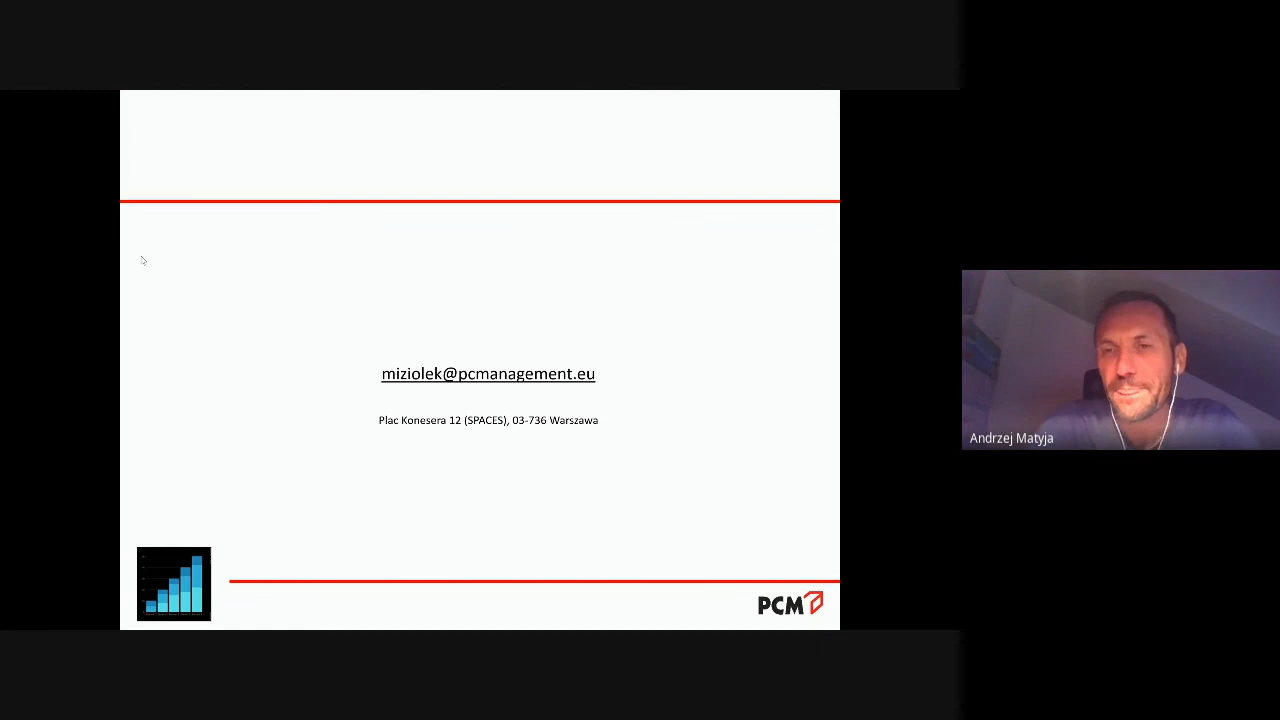 miziolek@pcmanagement.eu
Plac Konesera 12 (SPACES), 03-736 Warszawa
PCM
Andrzej Matyja